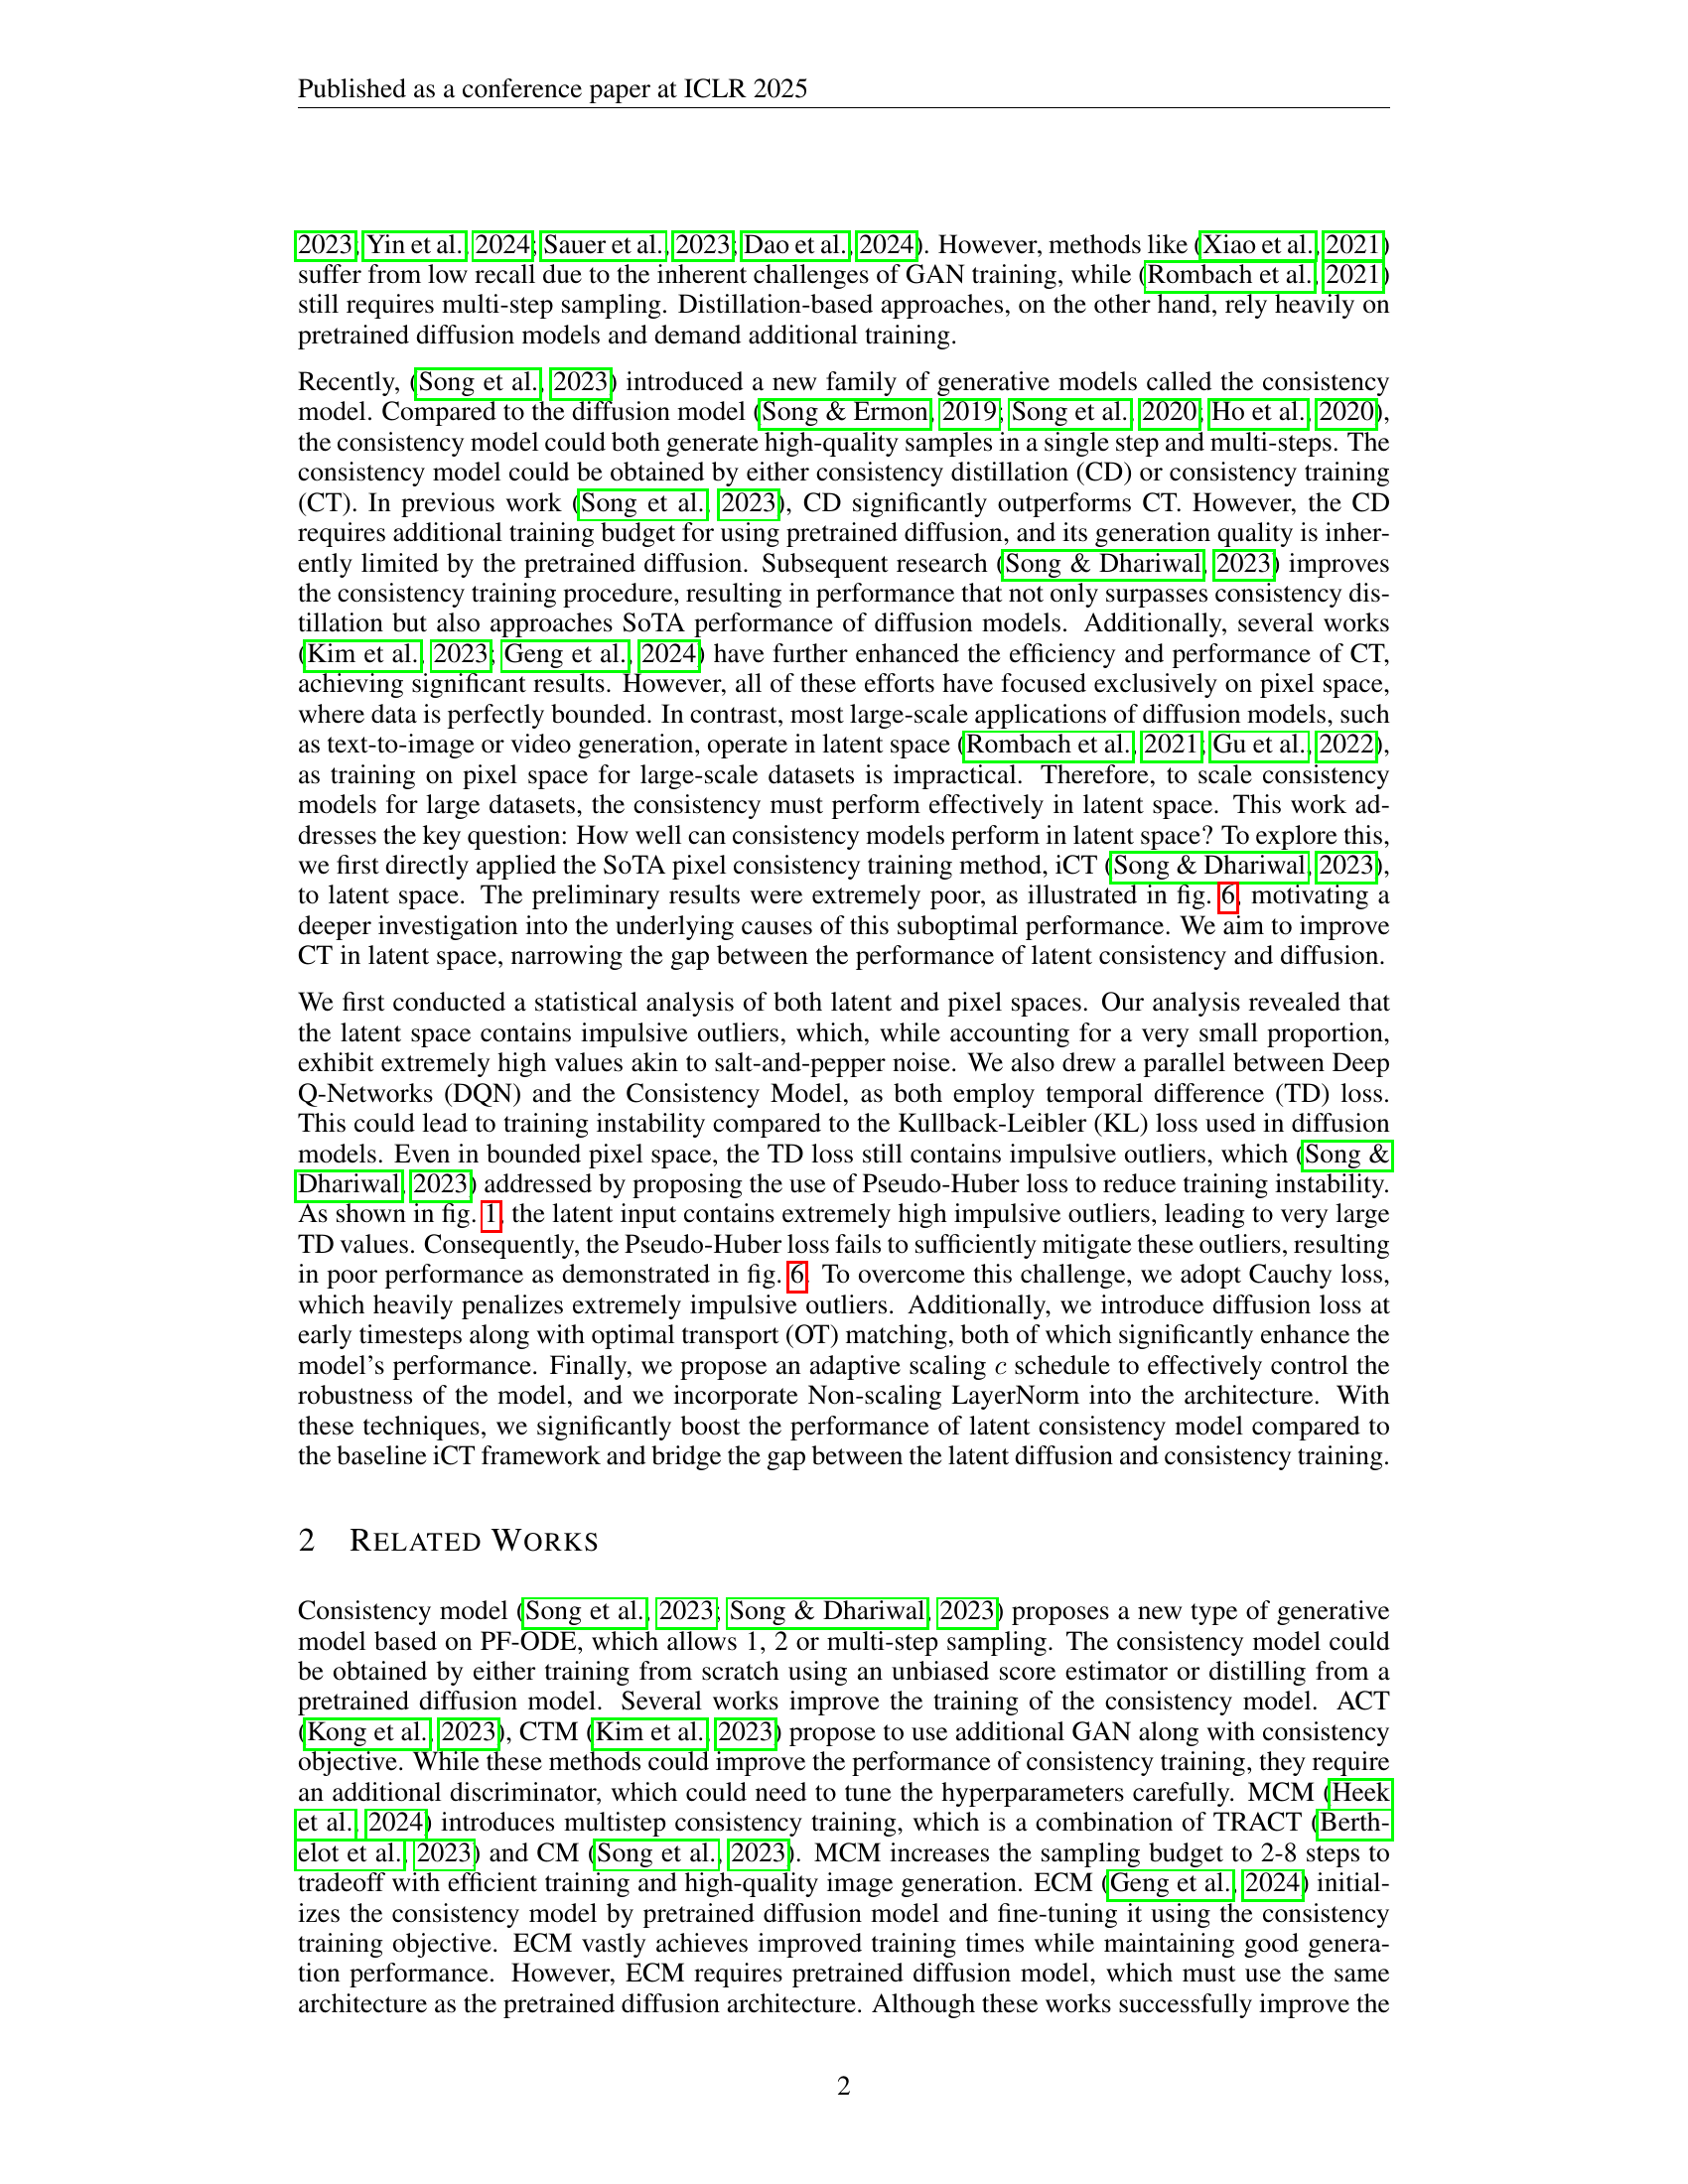 Published as a conference paper at ICLR 2025
2023; Yin et al., 2024; Sauer et al., 2023; Dao et al., 2024). However, methods like (Xiao et al., 2021)
suffer from low recall due to the inherent challenges of GAN training, while (Rombach et al., 2021)
still requires multi-step sampling. Distillation-based approaches, on the other hand, rely heavily on
pretrained diffusion models and demand additional training.
Recently, (Song et al., 2023) introduced a new family of generative models called the consistency
model. Compared to the diffusion model (Song & Ermon, 2019; Song et al., 2020; Ho et al., 2020),
the consistency model could both generate high-quality samples in a single step and multi-steps. The
consistency model could be obtained by either consistency distillation (CD) or consistency training
(CT). In previous work (Song et al., 2023), CD significantly outperforms CT. However, the CD
requires additional training budget for using pretrained diffusion, and its generation quality is inher-
ently limited by the pretrained diffusion. Subsequent research (Song & Dhariwal, 2023) improves
the consistency training procedure, resulting in performance that not only surpasses consistency dis-
tillation but also approaches SoTA performance of diffusion models. Additionally, several works
(Kim et al., 2023; Geng et al., 2024) have further enhanced the efficiency and performance of CT,
achieving significant results. However, all of these efforts have focused exclusively on pixel space,
where data is perfectly bounded. In contrast, most large-scale applications of diffusion models, such
as text-to-image or video generation, operate in latent space (Rombach et al., 2021; Gu et al., 2022),
as training on pixel space for large-scale datasets is impractical. Therefore, to scale consistency
models for large datasets, the consistency must perform effectively in latent space. This work ad-
dresses the key question: How well can consistency models perform in latent space? To explore this,
we first directly applied the SoTA pixel consistency training method, iCT (Song & Dhariwal, 2023),
to latent space. The preliminary results were extremely poor, as illustrated in fig. 6, motivating a
deeper investigation into the underlying causes of this suboptimal performance. We aim to improve
CT in latent space, narrowing the gap between the performance of latent consistency and diffusion.
We first conducted a statistical analysis of both latent and pixel spaces. Our analysis revealed that
the latent space contains impulsive outliers, which, while accounting for a very small proportion,
exhibit extremely high values akin to salt-and-pepper noise. We also drew a parallel between Deep
Q-Networks (DQN) and the Consistency Model, as both employ temporal difference (TD) loss.
This could lead to training instability compared to the Kullback-Leibler (KL) loss used in diffusion
models. Even in bounded pixel space, the TD loss still contains impulsive outliers, which (Song &
Dhariwal, 2023) addressed by proposing the use of Pseudo-Huber loss to reduce training instability.
As shown in fig. 1, the latent input contains extremely high impulsive outliers, leading to very large
TD values. Consequently, the Pseudo-Huber loss fails to sufficiently mitigate these outliers, resulting
in poor performance as demonstrated in fig. 6. To overcome this challenge, we adopt Cauchy loss,
which heavily penalizes extremely impulsive outliers. Additionally, we introduce diffusion loss at
early timesteps along with optimal transport (OT) matching, both of which significantly enhance the
model's performance. Finally, we propose an adaptive scaling c schedule to effectively control the
robustness of the model, and we incorporate Non-scaling LayerNorm into the architecture. With
these techniques, we significantly boost the performance of latent consistency model compared to
the baseline iCT framework and bridge the gap between the latent diffusion and consistency training.
2 RELATED WORKS
Consistency model (Song et al., 2023; Song & Dhariwal, 2023) proposes a new type of generative
model based on PF-ODE, which allows 1, 2 or multi-step sampling. The consistency model could
be obtained by either training from scratch using an unbiased score estimator or distilling from a
pretrained diffusion model. Several works improve the training of the consistency model. ACT
(Kong et al., 2023), CTM (Kim et al., 2023) propose to use additional GAN along with consistency
objective. While these methods could improve the performance of consistency training, they require
an additional discriminator, which could need to tune the hyperparameters carefully. MCM (Heek
et al., 2024) introduces multistep consistency training, which is a combination of TRACT (Berth-
elot et al., 2023) and CM (Song et al., 2023). MCM increases the sampling budget to 2-8 steps to
tradeoff with efficient training and high-quality image generation. ECM (Geng et al., 2024) initial-
izes the consistency model by pretrained diffusion model and fine-tuning it using the consistency
training objective. ECM vastly achieves improved training times while maintaining good genera-
tion performance. However, ECM requires pretrained diffusion model, which must use the same
architecture as the pretrained diffusion architecture. Although these works successfully improve the
2